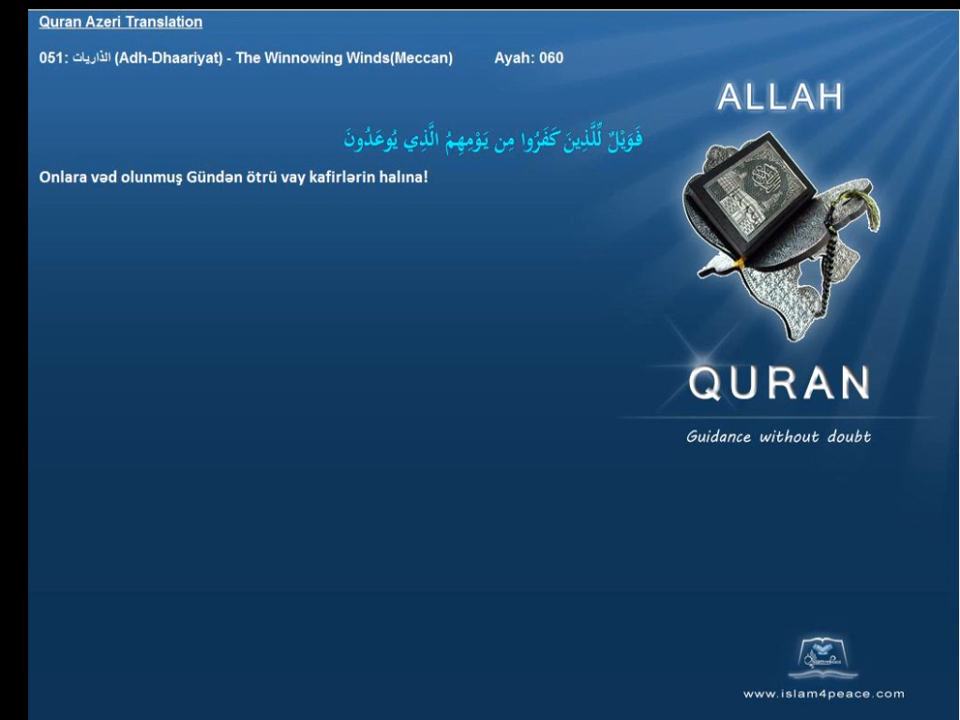 Quran Azeri Translation
051: الذاريات (Adh-Dhaariyat) - The Winnowing Winds(Meccan) Ayah: 060
ALLAH
فَوَيْلٌ لِّلَّذِينَ كَفَرُوا مِن يَوْمِهِمُ الَّذِي يُوعَدُونَ
Onlara vəd olunmuş Gündən ötrü vay kafirlərin halına!
QURAN
Guidance without doubt
www.islam4peace.com